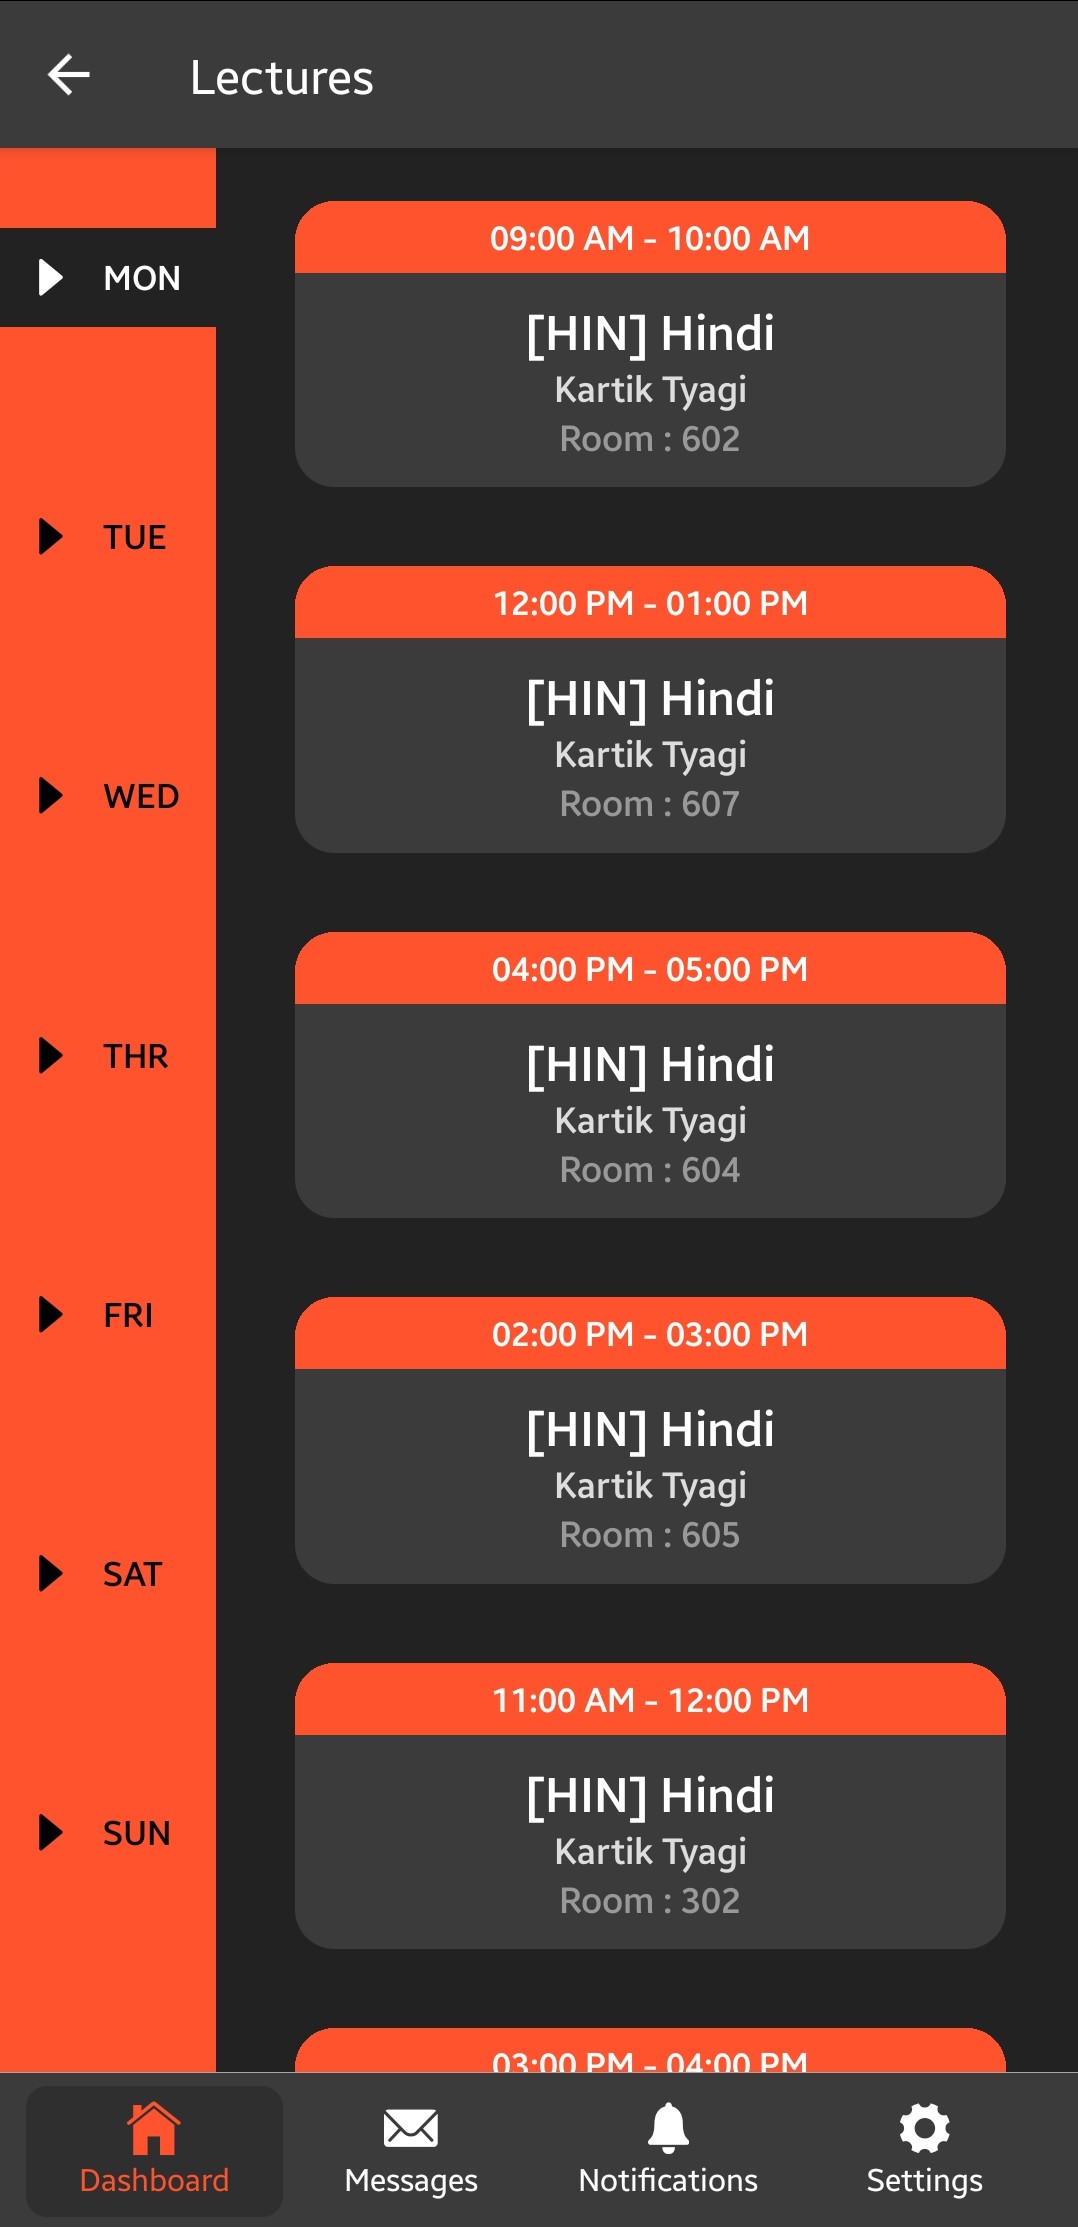 Lectures
MON
TUE
WED
THR
FRI
SAT
SUN
09:00 AM - 10:00 AM
[HIN] Hindi
Kartik Tyagi
Room : 602
12:00 PM - 01:00 PM
[HIN] Hindi
Kartik Tyagi
Room : 607
04:00 PM - 05:00 PM
[HIN] Hindi
Kartik Tyagi
Room : 604
02:00 PM - 03:00 PM
[HIN] Hindi
Kartik Tyagi
Room : 605
11:00 AM - 12:00 PM
[HIN] Hindi
Kartik Tyagi
Room : 302
03:00 PM - 04:00 PM
Dashboard
Messages
Notifications
Settings